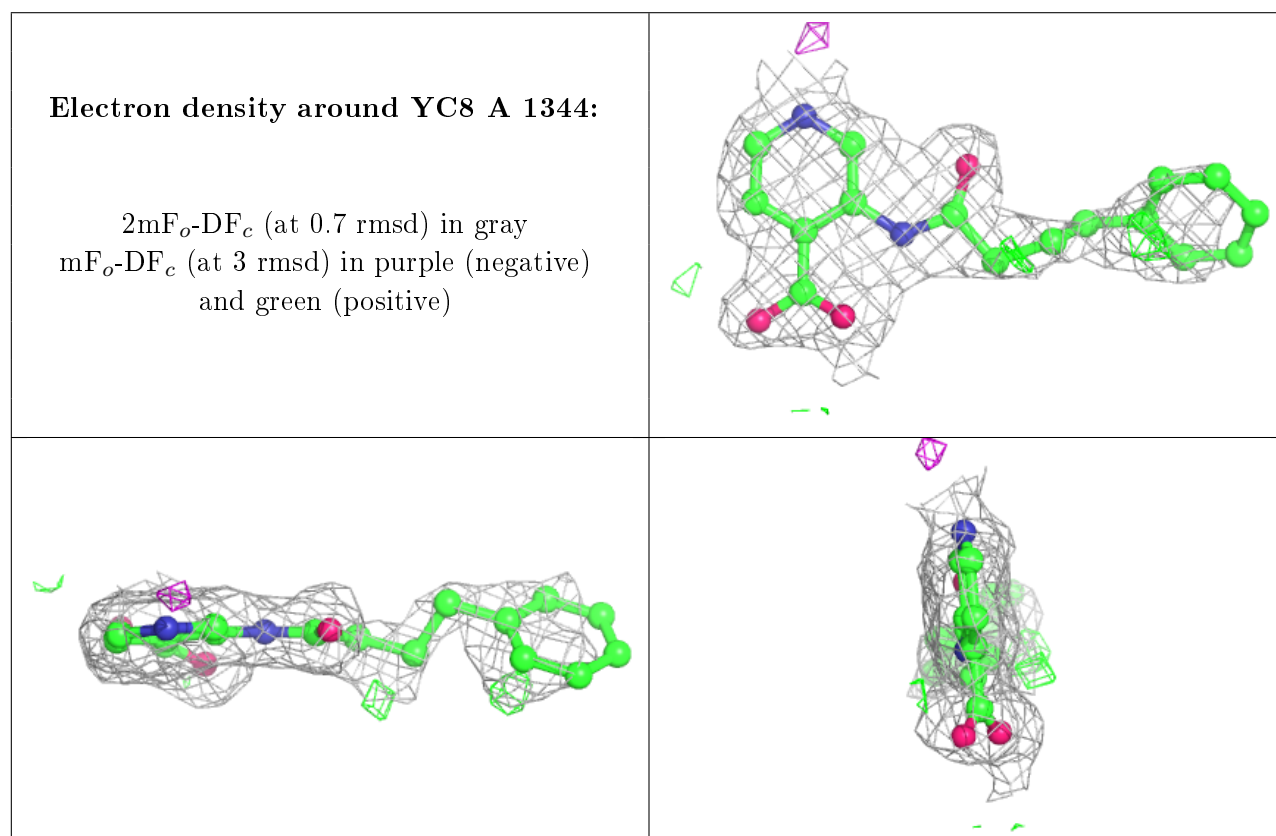 Electron density around YC8 A 1344:
2mFo-DFc (at 0.7 rmsd) in gray
mFo-DFc (at 3 rmsd) in purple (negative)
and green (positive)